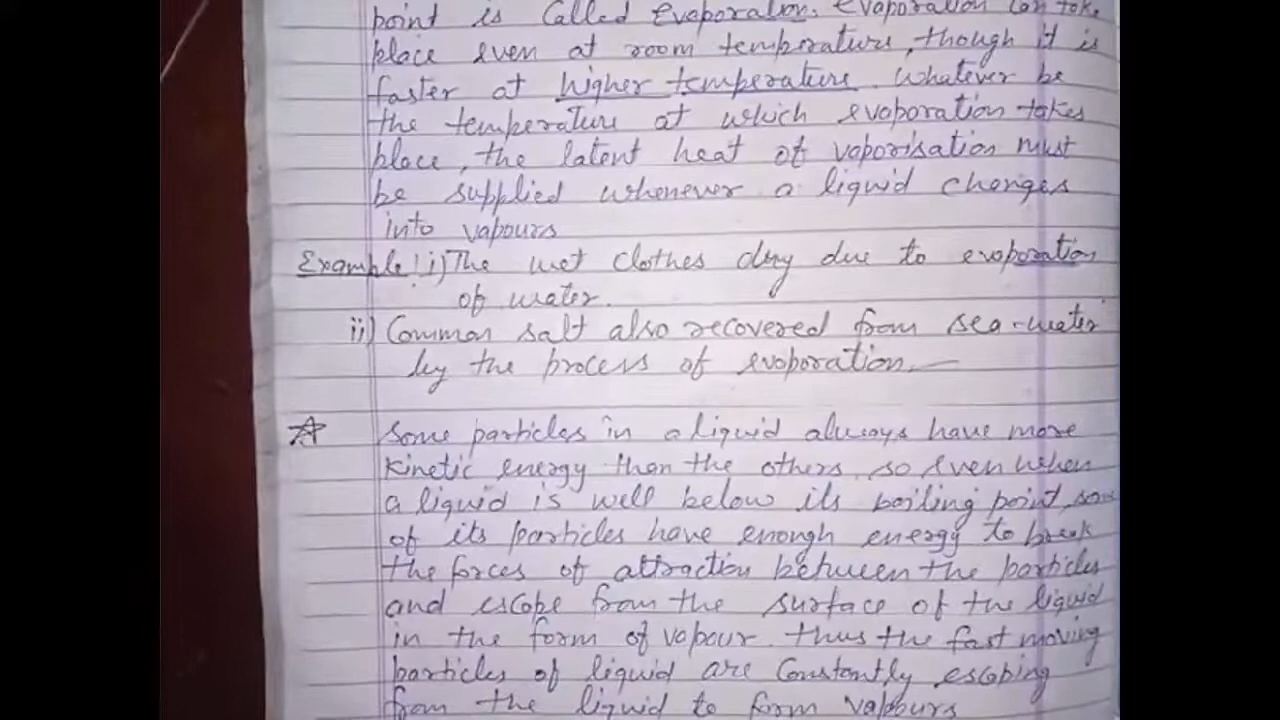 point is Called Evaporation. Evaporation Can take
place even at room temperature, though it is
faster at higher temperature. Whatever be
the temperature at which evaporation takes
place, the latent heat of vaporisation must
be supplied whenever a liquid changes
into vapours
Example! i) The wet clothes dry due to evaporation
of water.
ii) Common salt also recovered from sea-water
by the process of evaporation.
☆ Some particles in a liquid always have more
kinetic energy than the others, so even when
a liquid is well below its boiling point, some
of its particles have enough energy to break
the forces of attraction between the particles
and escape from the surface of the liquid
in the form of vapour. thus the fast moving
particles of liquid are Constantly escaping
from the liquid to form vapours